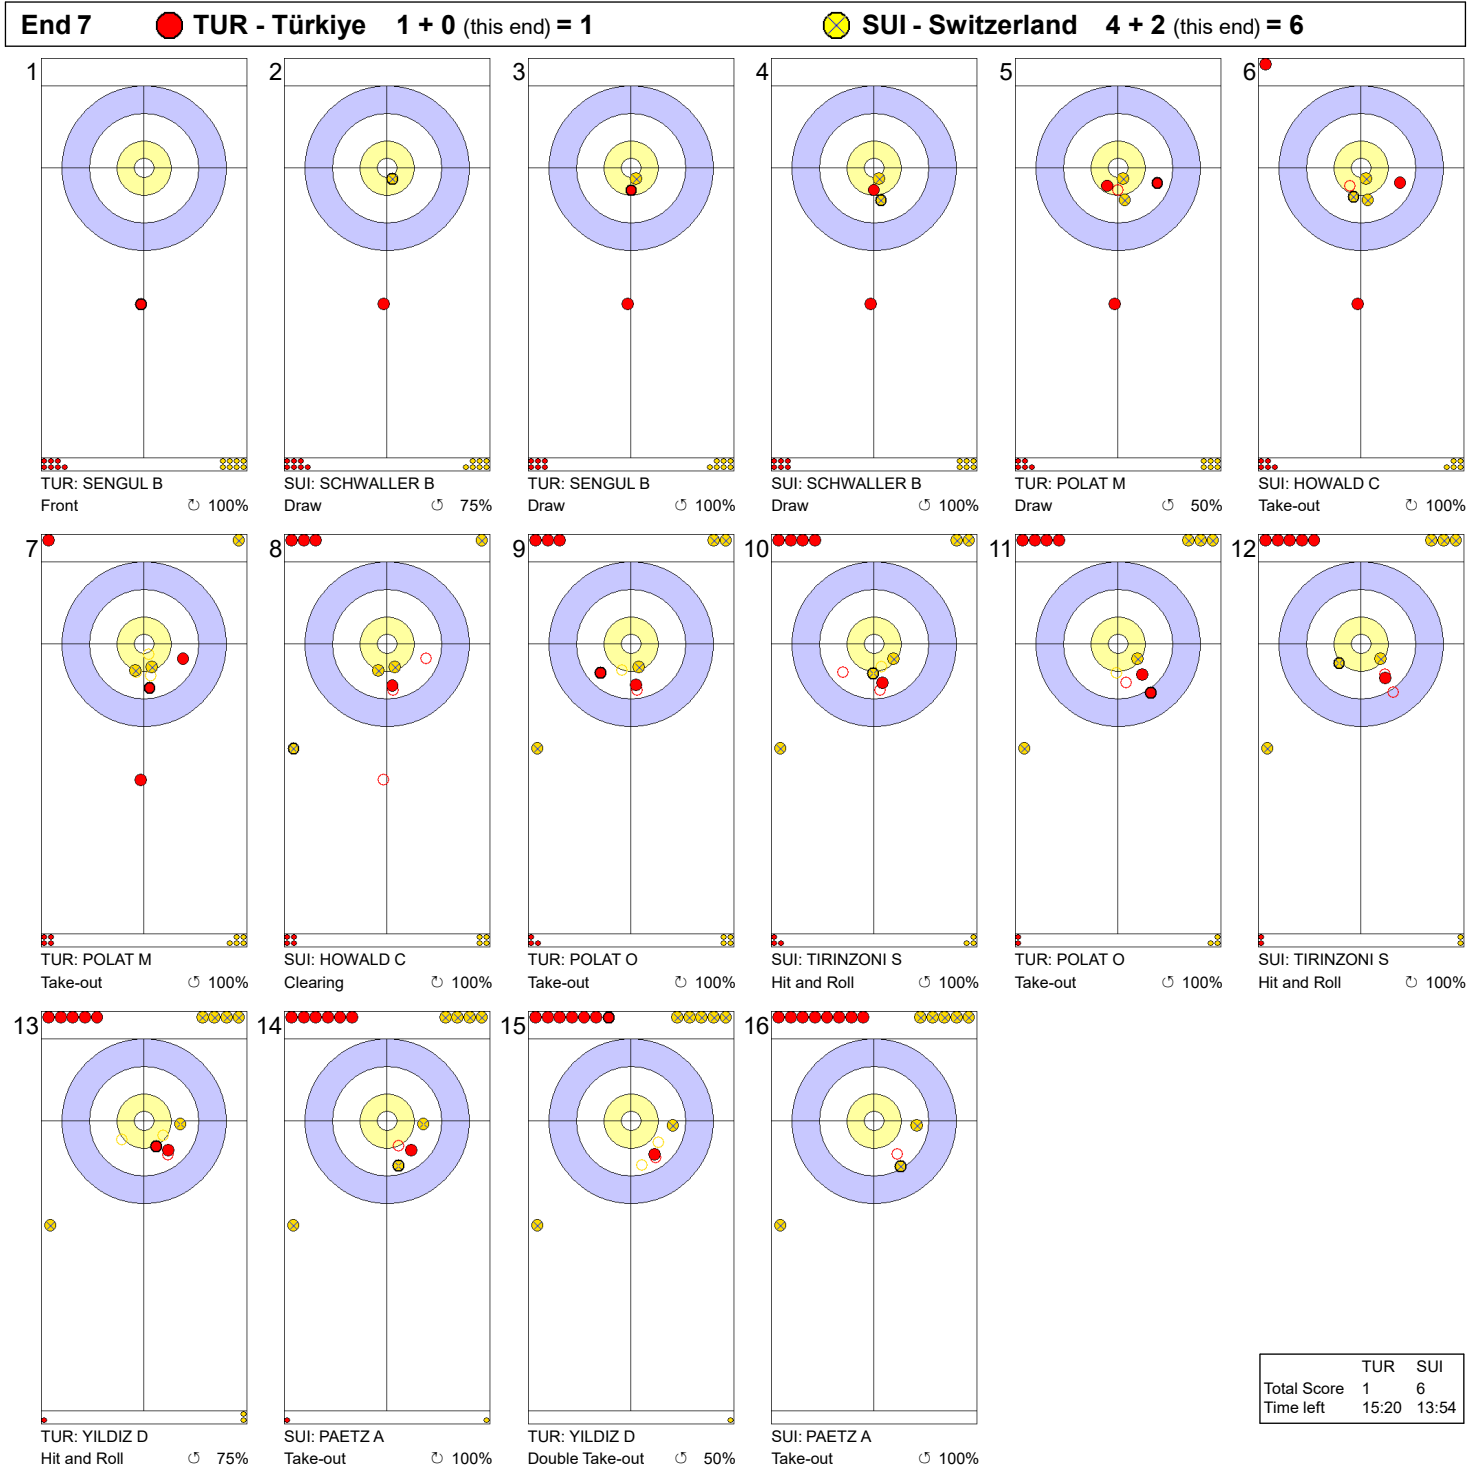 End 7 TUR - Türkiye 1 + 0 (this end) = 1 SUI - Switzerland 4 + 2 (this end) = 6
1 2 3 4 5 6
TUR: SENGUL B SUI: SCHWALLER B TUR: SENGUL B SUI: SCHWALLER B TUR: POLAT M SUI: HOWALD C
Front ↻ 100% Draw ↺ 75% Draw ↺ 100% Draw ↺ 100% Draw ↺ 50% Take-out ↻ 100%
7 8 9 10 11 12
TUR: POLAT M SUI: HOWALD C TUR: POLAT O SUI: TIRINZONI S TUR: POLAT O SUI: TIRINZONI S
Take-out ↺ 100% Clearing ↺ 100% Take-out ↻ 100% Hit and Roll ↺ 100% Take-out ↺ 100% Hit and Roll ↻ 100%
13 14 15 16
TUR: YILDIZ D SUI: PAETZ A TUR: YILDIZ D SUI: PAETZ A
Hit and Roll ↺ 75% Take-out ↺ 100% Double Take-out ↺ 50% Take-out ↺ 100%
TUR SUI
Total Score 1 6
Time left 15:20 13:54